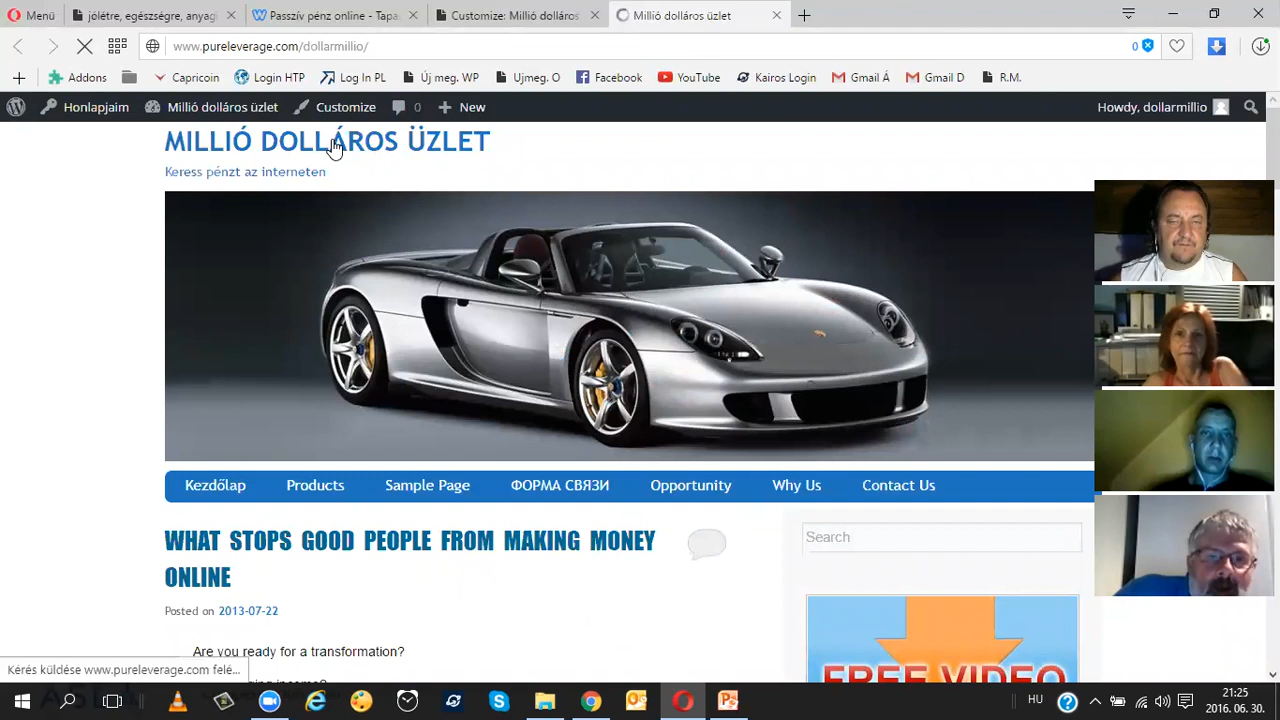 Menü
jólétre, egészségre, anyagi
Passzív pénz online - Tapa
Customize: Millió dolláros
Millió dolláros üzlet
www.pureleverage.com/dollarmillio/
0
Addons
Capricoin
Login HTP
Log In PL
Új meg. WP
Ujmeg. O
Facebook
YouTube
Kairos Login
Gmail Á
Gmail D
R.M.
Honlapjaim
Millió dolláros üzlet
Customize
0
New
Howdy, dollarmillio
MILLIÓ DOLLÁROS ÜZLET
Keress pénzt az interneten
Kezdőlap
Products
Sample Page
ФОРМА СВЯЗИ
Opportunity
Why Us
Contact Us
WHAT STOPS GOOD PEOPLE FROM MAKING MONEY
ONLINE
Search
Posted on 2013-07-22
Are you ready for a transformation?
FREE VIDEO
Kérés küldése www.pureleverage.com felé...
HU
21:25
2016. 06. 30.